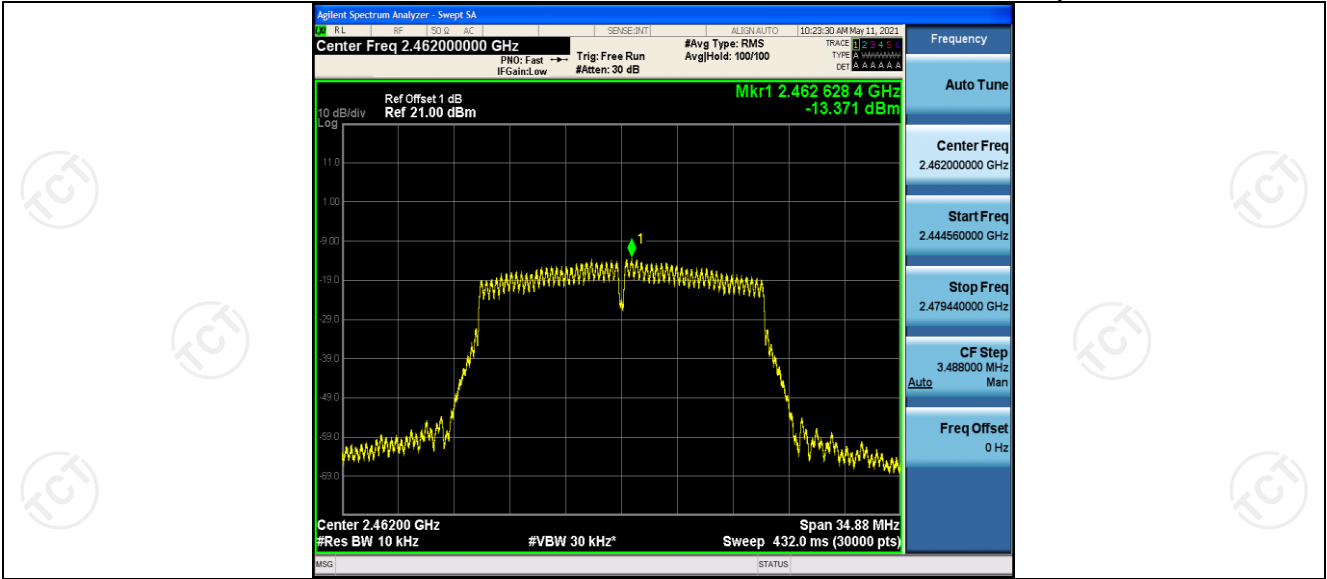 Agilent Spectrum Analyzer - Swept SA
RL RF 50 Ω AC SENSE:INT ALIGN AUTO 10:23:30 AM May 11, 2021
Center Freq 2.462000000 GHz
PNO: Fast
IFGain:Low
Trig: Free Run
#Atten: 30 dB
#Avg Type: RMS
Avg|Hold: 100/100
TRACE 1 2 3 4 5 6
TYPE A
DET A A A A A A
Frequency
Mkr1 2.462 628 4 GHz
-13.371 dBm
Ref Offset 1 dB
10 dB/div Ref 21.00 dBm
Log
11.0
1.00
-9.00
-19.0
-29.0
-39.0
-49.0
-59.0
-69.0
1
Center 2.46200 GHz Span 34.88 MHz
#Res BW 10 kHz #VBW 30 kHz* Sweep 432.0 ms (30000 pts)
MSG STATUS
Auto Tune
Center Freq
2.462000000 GHz
Start Freq
2.444560000 GHz
Stop Freq
2.479440000 GHz
CF Step
3.488000 MHz
Auto Man
Freq Offset
0 Hz
TCT
TCT
TCT
TCT
TCT
TCT